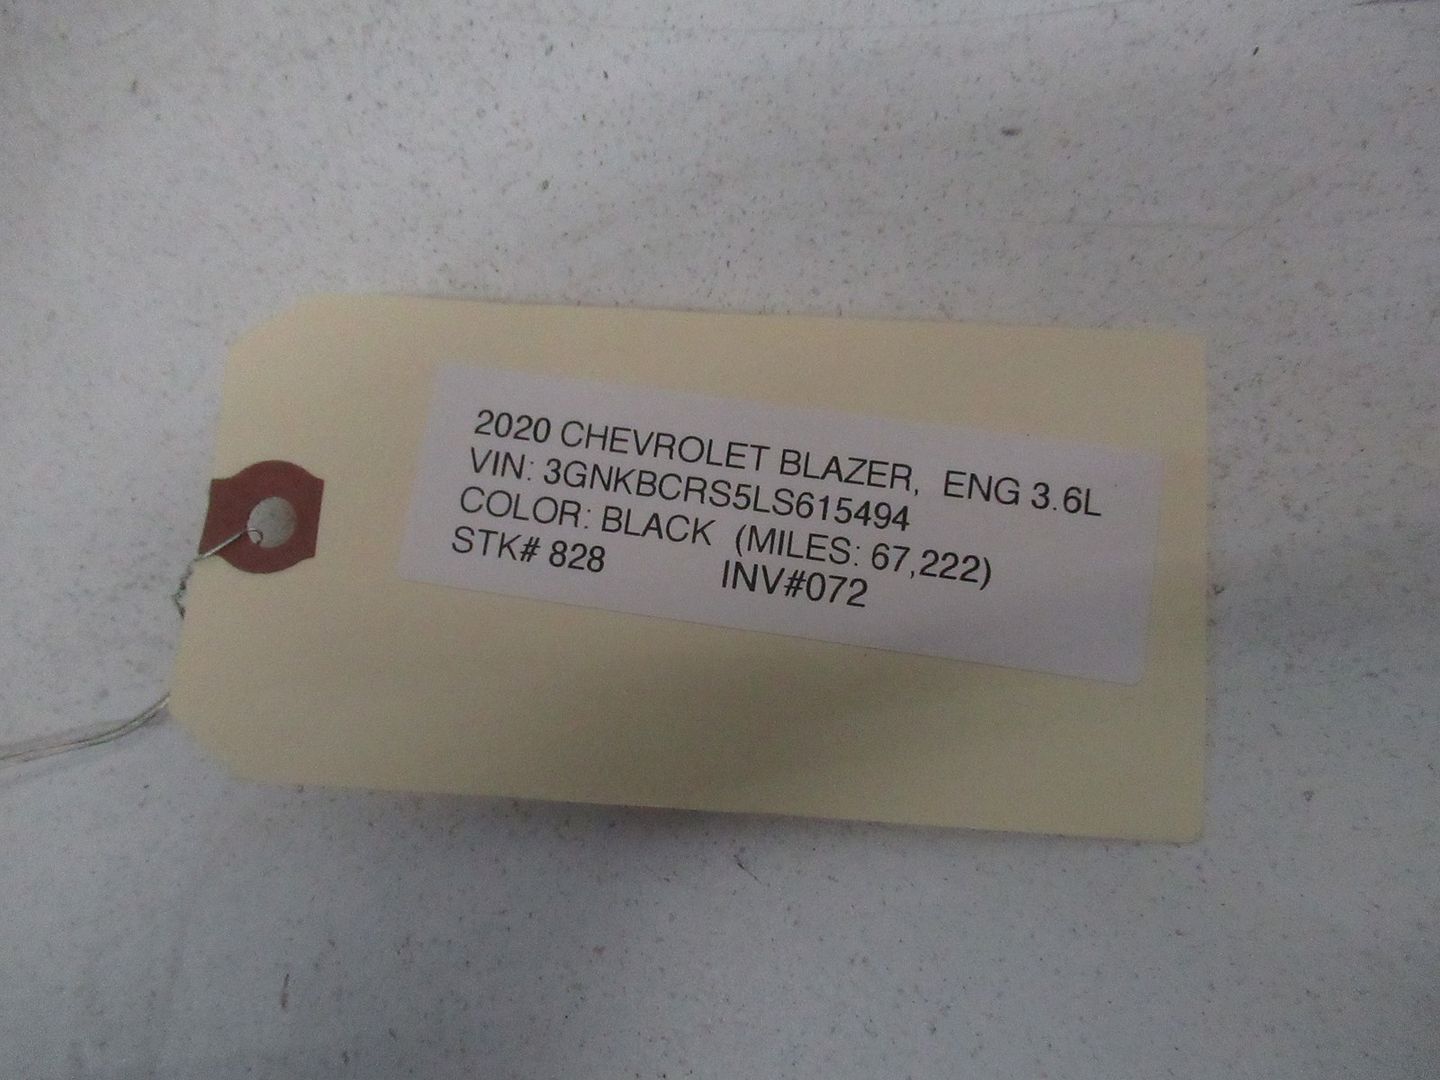 2020 CHEVROLET BLAZER, ENG 3.6L
VIN: 3GNKBCRS5LS615494
COLOR: BLACK (MILES: 67,222)
STK# 828 INV#072